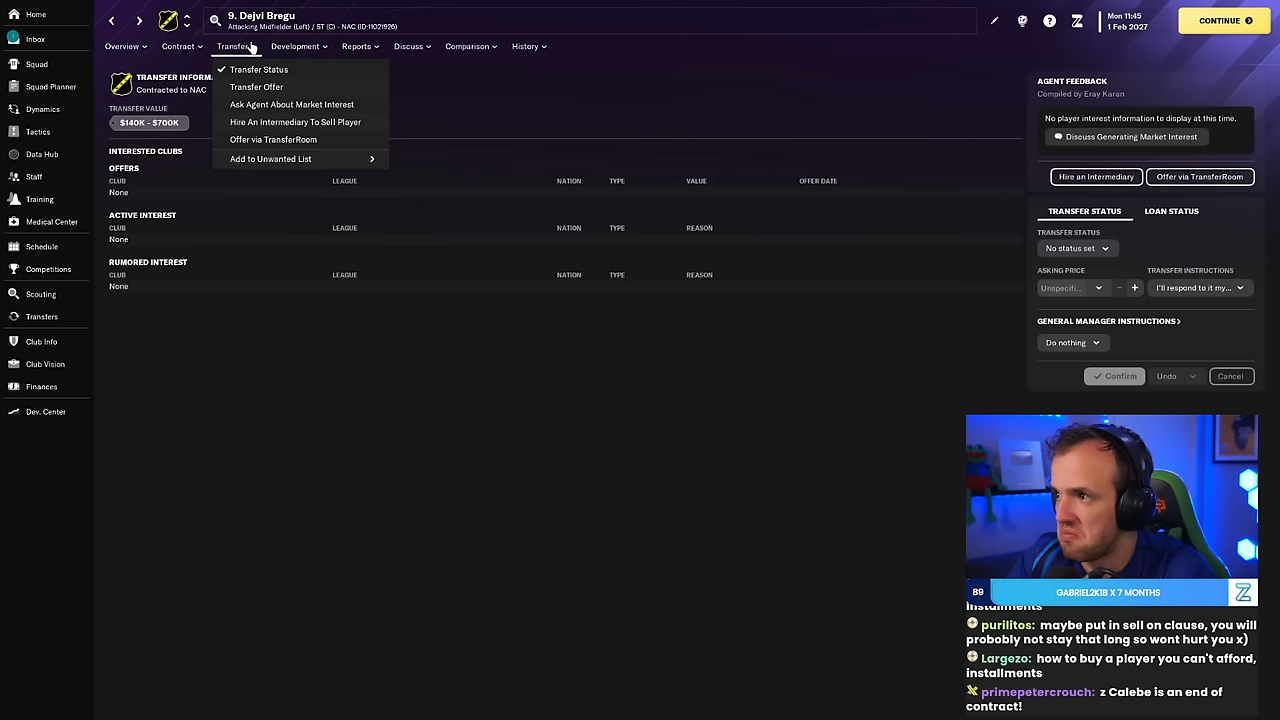 Home
Inbox
Squad
Squad Planner
Dynamics
Tactics
Data Hub
Staff
Training
Medical Center
Schedule
Competitions
Scouting
Transfers
Club Info
Club Vision
Finances
Dev. Center
9. Dejvi Bregu
Attacking Midfielder (Left) / ST (C) - NAC (ID:11021926)
Mon 11:45
1 Feb 2027
CONTINUE
Overview
Contract
Transfer
Development
Reports
Discuss
Comparison
History
TRANSFER INFORMA
Contracted to NAC
TRANSFER VALUE
$140K - $700K
Transfer Status
Transfer Offer
Ask Agent About Market Interest
Hire An Intermediary To Sell Player
Offer via TransferRoom
Add to Unwanted List
INTERESTED CLUBS
OFFERS
CLUB LEAGUE NATION TYPE VALUE OFFER DATE
None
ACTIVE INTEREST
CLUB LEAGUE NATION TYPE REASON
None
RUMORED INTEREST
CLUB LEAGUE NATION TYPE REASON
None
AGENT FEEDBACK
Compiled by Eray Karan
No player interest information to display at this time.
Discuss Generating Market Interest
Hire an Intermediary
Offer via TransferRoom
TRANSFER STATUS LOAN STATUS
TRANSFER STATUS
No status set
ASKING PRICE TRANSFER INSTRUCTIONS
Unspecifi... − + I'll respond to it my...
GENERAL MANAGER INSTRUCTIONS >
Do nothing
Confirm Undo Cancel
89 GABRIEL2K1B X 7 MONTHS Z
installments
purilitos: maybe put in sell on clause, you will
probobly not stay that long so wont hurt you x)
Largezo: how to buy a player you can't afford,
installments
primepetercrouch: z Calebe is an end of
contract!